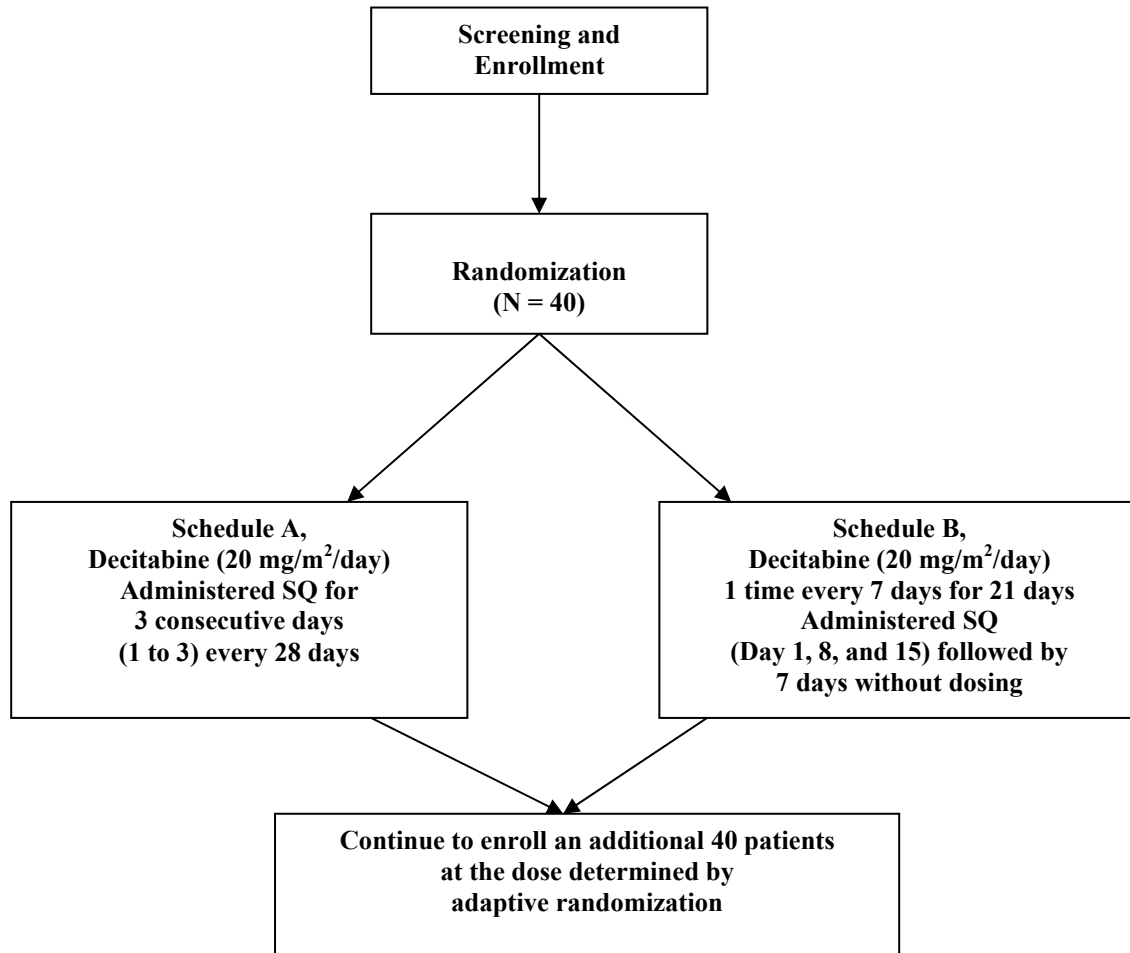 Screening and
Enrollment
Randomization
(N = 40)
Schedule A,
Decitabine (20 mg/m²/day)
Administered SQ for
3 consecutive days
(1 to 3) every 28 days
Schedule B,
Decitabine (20 mg/m²/day)
1 time every 7 days for 21 days
Administered SQ
(Day 1, 8, and 15) followed by
7 days without dosing
Continue to enroll an additional 40 patients
at the dose determined by
adaptive randomization